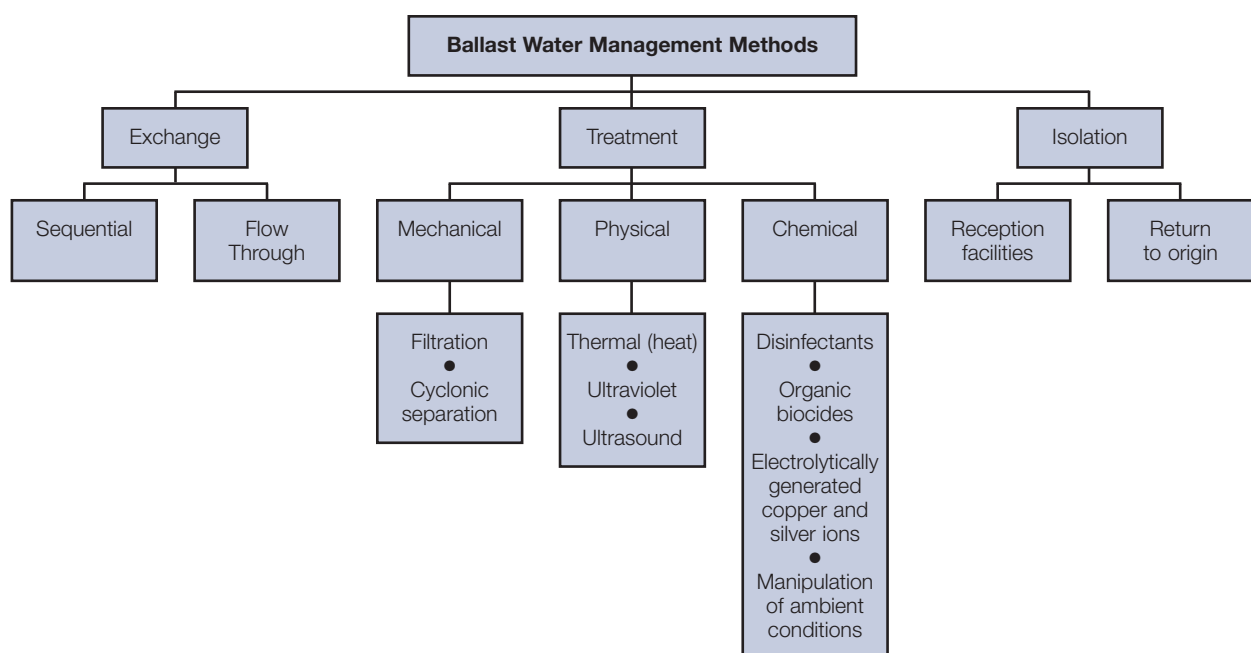 Ballast Water Management Methods
Exchange
Treatment
Isolation
Sequential
Flow
Through
Mechanical
Physical
Chemical
Reception
facilities
Return
to origin
Filtration
●
Cyclonic
separation
Thermal (heat)
●
Ultraviolet
●
Ultrasound
Disinfectants
●
Organic
biocides
●
Electrolytically
generated
copper and
silver ions
●
Manipulation
of ambient
conditions